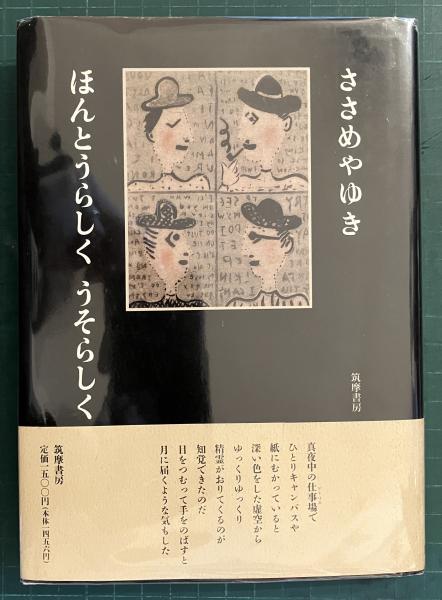 ささめやゆき
ほんとうらしく うそらしく
筑摩書房
真夜中の仕事場で
ひとりキャンバスや
紙にむかっていると
深い色をした虚空から
ゆっくりゆっくり
精霊がおりてくるのが
知覚できたのだ
目をつむって手をのばすと
月に届くような気もした
筑摩書房
定価一五〇〇円(本体一四五六円)